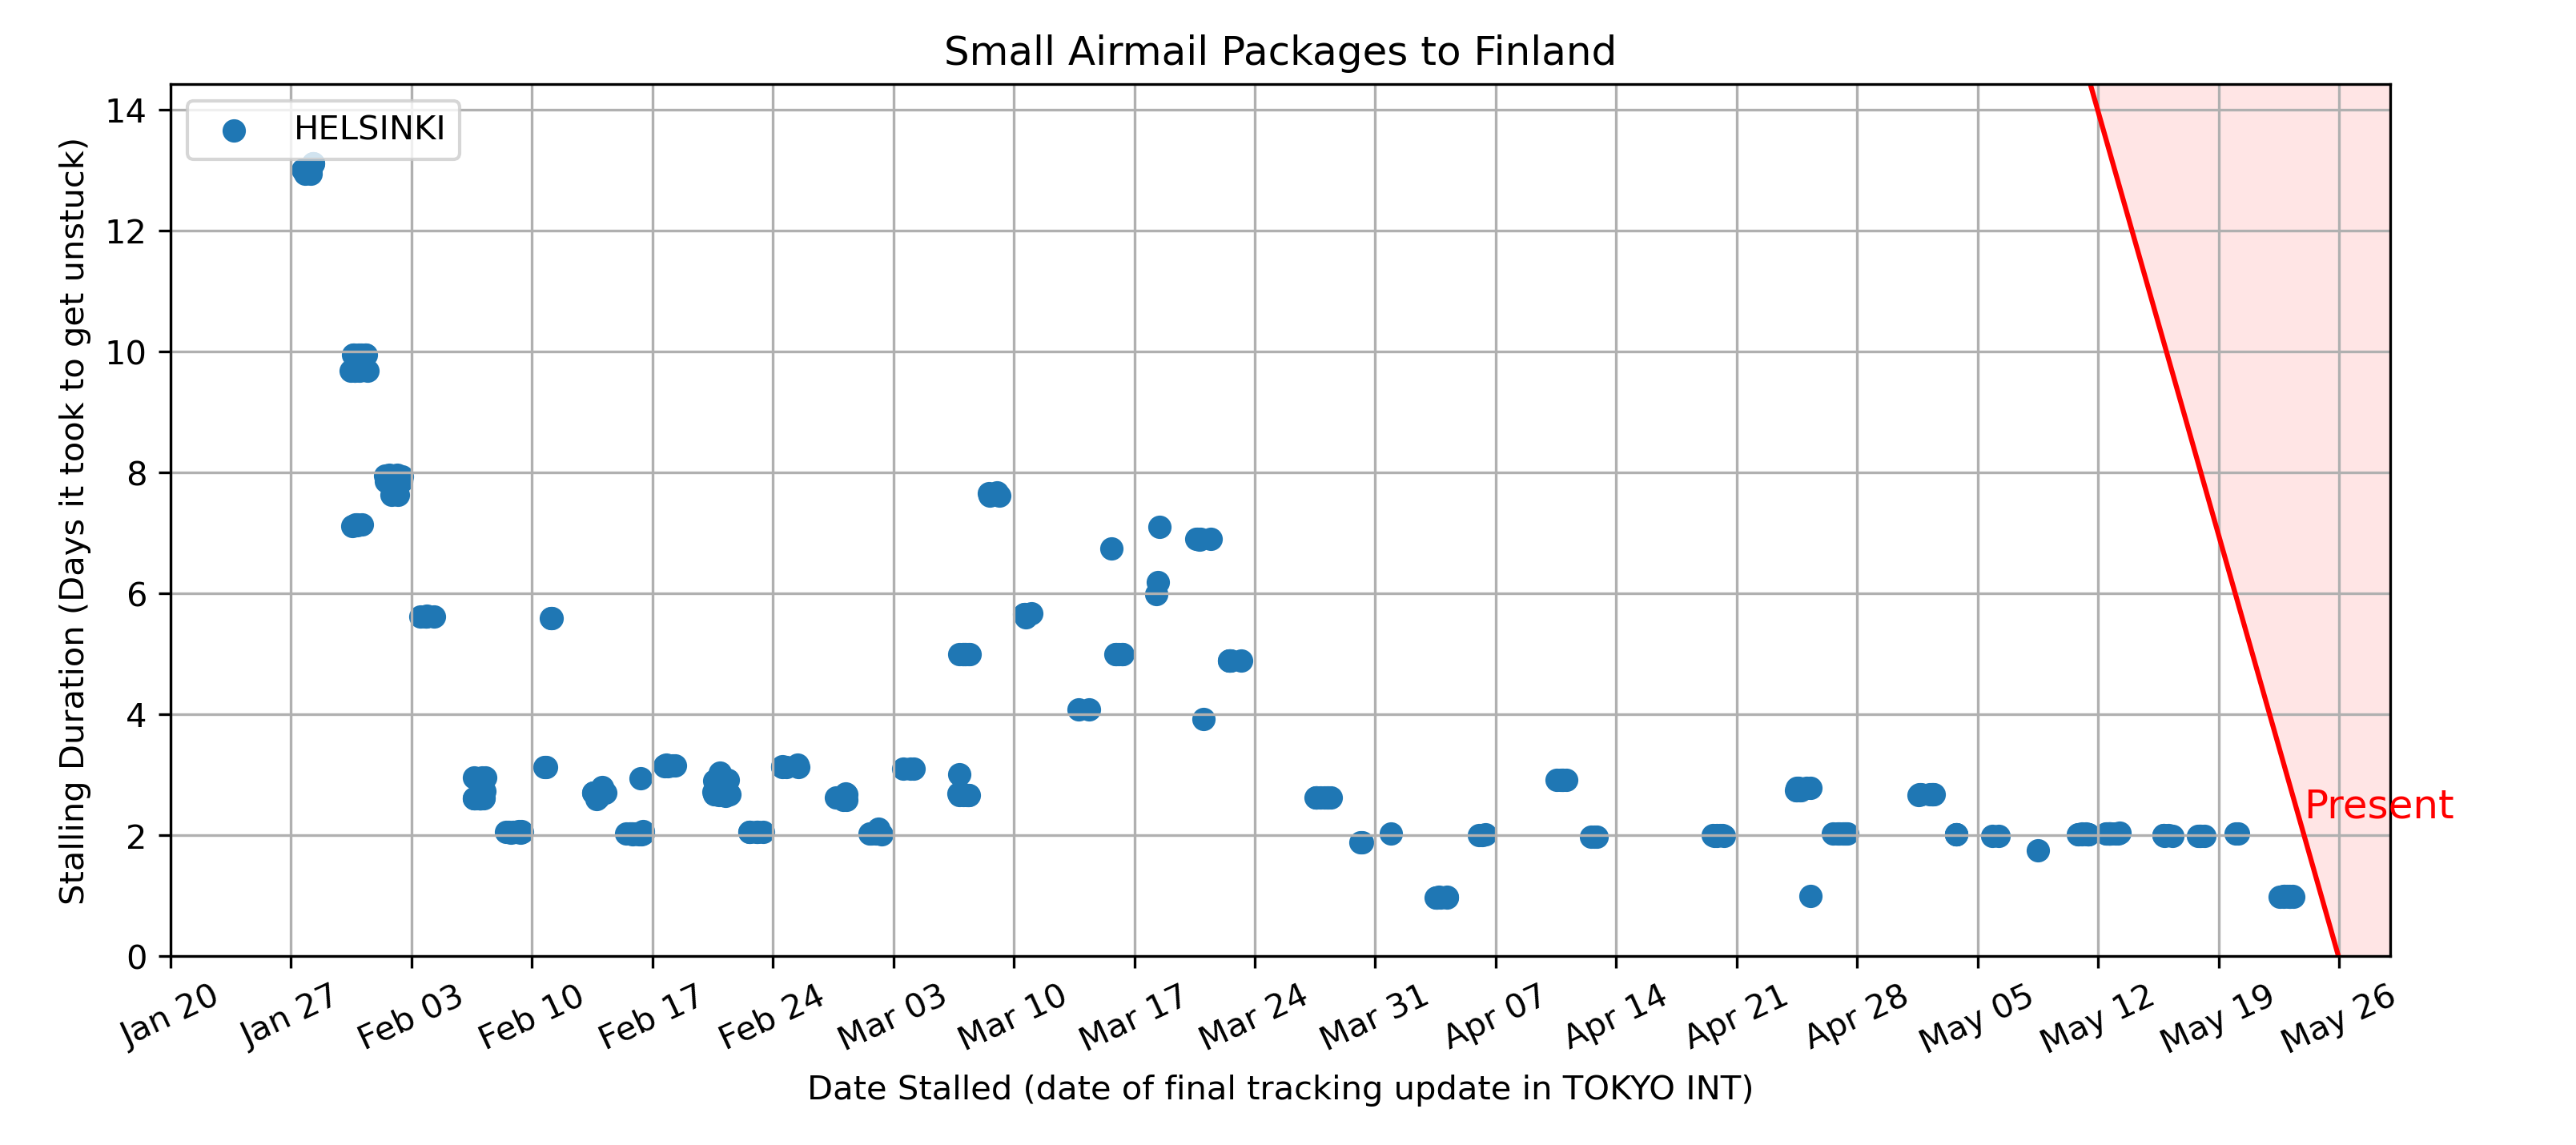 Small Airmail Packages to Finland
HELSINKI
Stalling Duration (Days it took to get unstuck)
14
12
10
8
6
4
2
0
Present
Jan 20
Jan 27
Feb 03
Feb 10
Feb 17
Feb 24
Mar 03
Mar 10
Mar 17
Mar 24
Mar 31
Apr 07
Apr 14
Apr 21
Apr 28
May 05
May 12
May 19
May 26
Date Stalled (date of final tracking update in TOKYO INT)